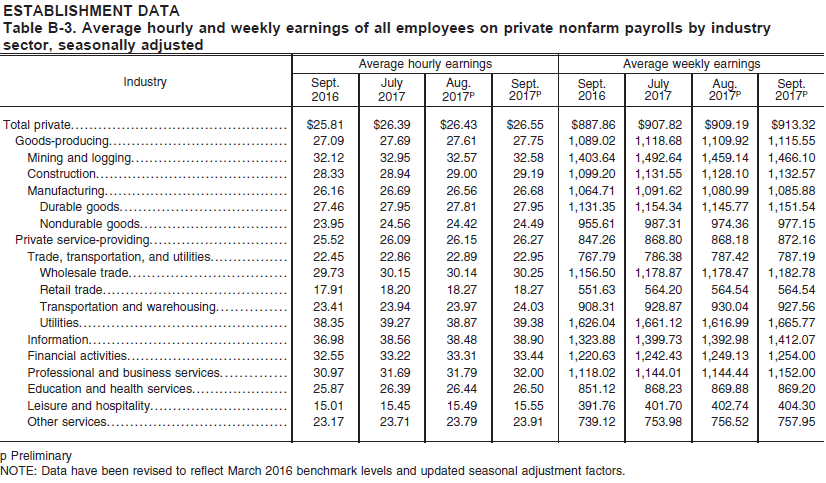 ESTABLISHMENT DATA
Table B-3. Average hourly and weekly earnings of all employees on private nonfarm payrolls by industry
sector, seasonally adjusted
Average hourly earnings Average weekly earnings
Industry Sept. July Aug. Sept. Sept. July Aug. Sept.
2016 2017 2017p 2017p 2016 2017 2017p 2017p
Total private $25.81 $26.39 $26.43 $26.55 $887.86 $907.82 $909.19 $913.32
Goods-producing 27.09 27.69 27.61 27.75 1,089.02 1,118.68 1,109.92 1,115.55
Mining and logging 32.12 32.95 32.57 32.58 1,403.64 1,492.64 1,459.14 1,466.10
Construction 28.33 28.94 29.00 29.19 1,099.20 1,131.55 1,128.10 1,132.57
Manufacturing 26.16 26.69 26.56 26.68 1,064.71 1,091.62 1,080.99 1,085.88
Durable goods 27.46 27.95 27.81 27.95 1,131.35 1,154.34 1,145.77 1,151.54
Nondurable goods 23.95 24.56 24.42 24.49 955.61 987.31 974.36 977.15
Private service-providing 25.52 26.09 26.15 26.27 847.26 868.80 868.18 872.16
Trade, transportation, and utilities 22.45 22.86 22.89 22.95 767.79 786.38 787.42 787.19
Wholesale trade 29.73 30.15 30.14 30.25 1,156.50 1,178.87 1,178.47 1,182.78
Retail trade 17.91 18.20 18.27 18.27 551.63 564.20 564.54 564.54
Transportation and warehousing 23.41 23.94 23.97 24.03 908.31 928.87 930.04 927.56
Utilities 38.35 39.27 38.87 39.38 1,626.04 1,661.12 1,616.99 1,665.77
Information 36.98 38.56 38.48 38.90 1,323.88 1,399.73 1,392.98 1,412.07
Financial activities 32.55 33.22 33.31 33.44 1,220.63 1,242.43 1,249.13 1,254.00
Professional and business services 30.97 31.69 31.79 32.00 1,118.02 1,144.01 1,144.44 1,152.00
Education and health services 25.87 26.39 26.44 26.50 851.12 868.23 869.88 869.20
Leisure and hospitality 15.01 15.45 15.49 15.55 391.76 401.70 402.74 404.30
Other services 23.17 23.71 23.79 23.91 739.12 753.98 756.52 757.95
p Preliminary
NOTE: Data have been revised to reflect March 2016 benchmark levels and updated seasonal adjustment factors.